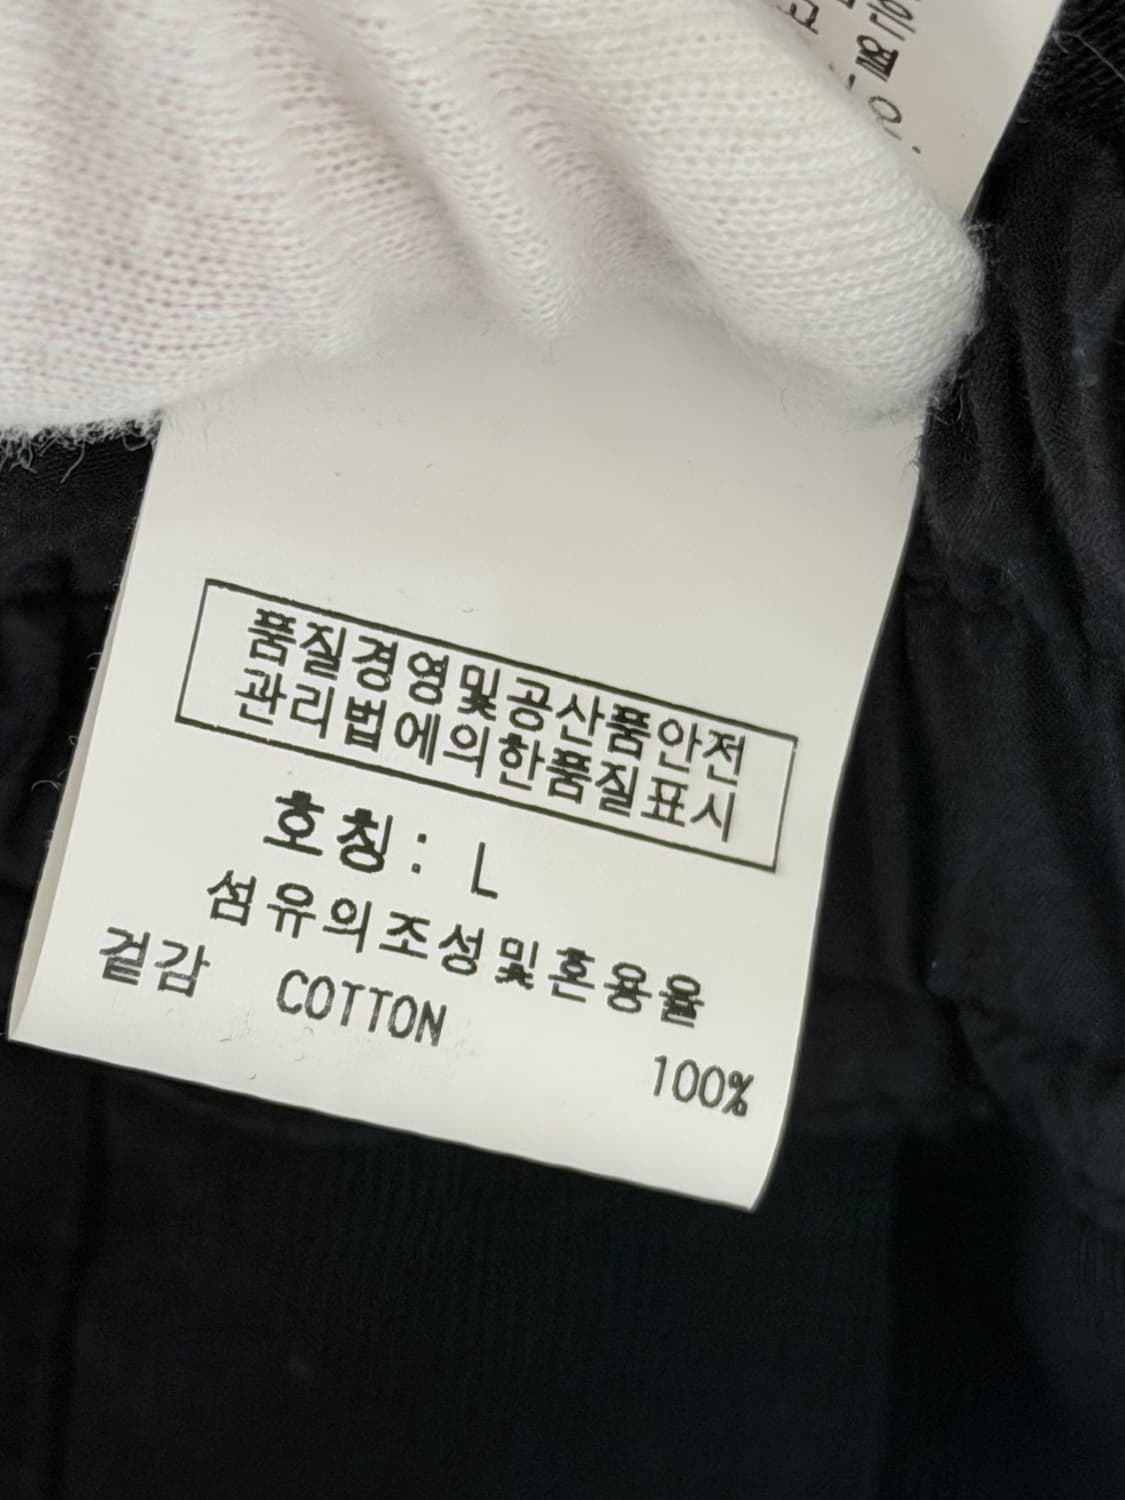 품질경영및공산품안전
관리법에의한품질표시
호칭: L
섬유의조성및혼용율
겉감 COTTON
100%